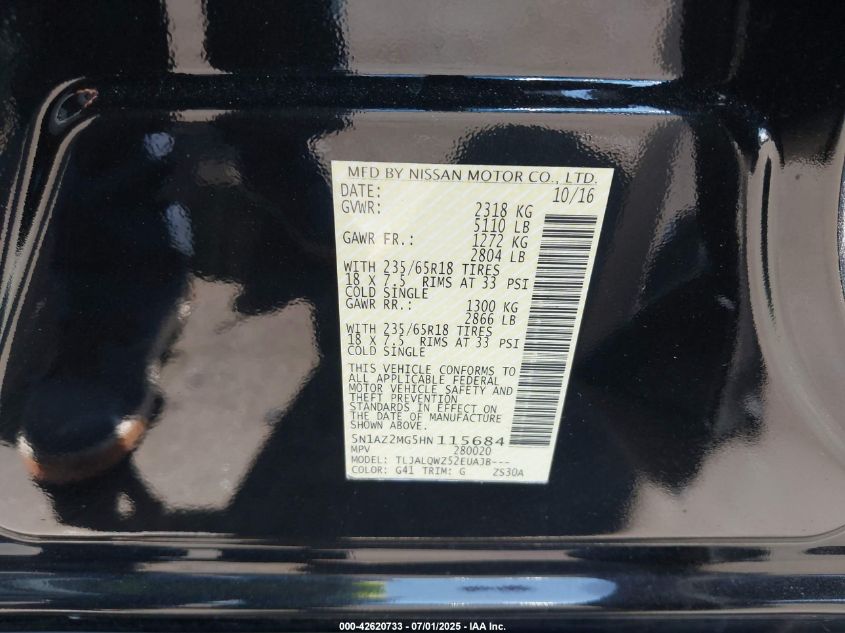 MFD BY NISSAN MOTOR CO., LTD.
DATE: 10/16
GVWR: 2318 KG
5110 LB
GAWR FR.: 1272 KG
2804 LB
WITH 235/65R18 TIRES
18 X 7.5 RIMS AT 33 PSI
COLD SINGLE
GAWR RR.: 1300 KG
2866 LB
WITH 235/65R18 TIRES
18 X 7.5 RIMS AT 33 PSI
COLD SINGLE
THIS VEHICLE CONFORMS TO
ALL APPLICABLE FEDERAL
MOTOR VEHICLE SAFETY AND
THEFT PREVENTION
STANDARDS IN EFFECT ON
THE DATE OF MANUFACTURE
SHOWN ABOVE.
5N1AZ2MG5HN115684
MPV 280020
MODEL: TLJALQWZ52EUAJB---
COLOR: G41 TRIM: G ZS30A
000-42620733 - 07/01/2025 - IAA Inc.